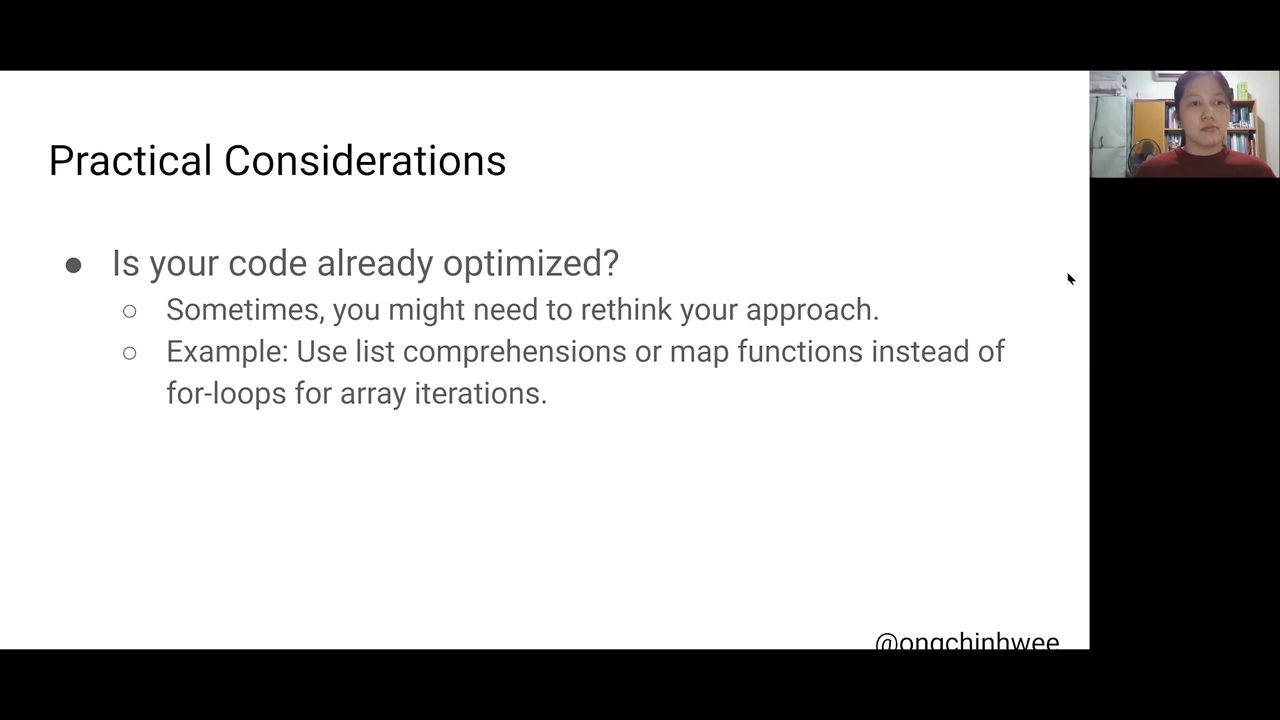 Practical Considerations
● Is your code already optimized?
○ Sometimes, you might need to rethink your approach.
○ Example: Use list comprehensions or map functions instead of
for-loops for array iterations.
@ongchinhwee